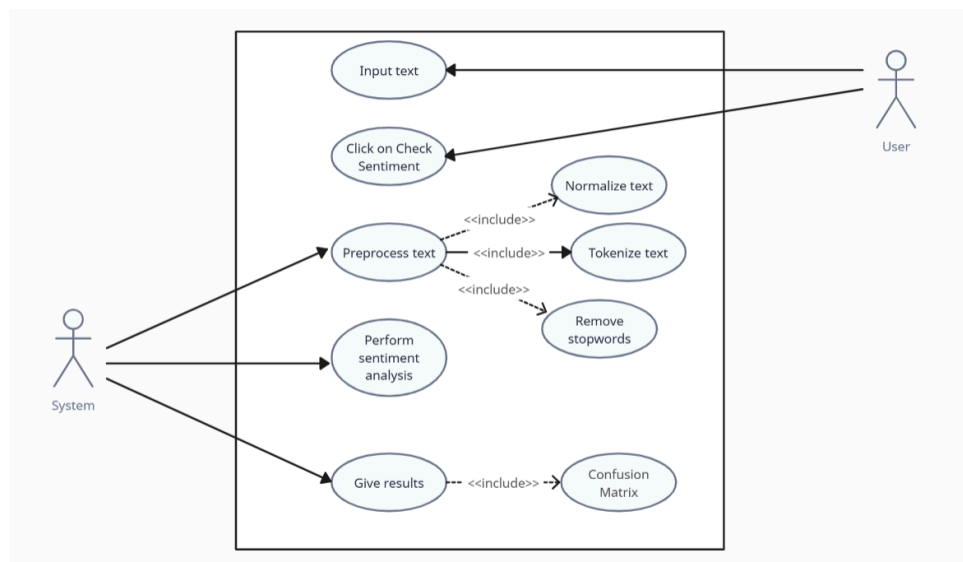 Input text
User
Click on Check
Sentiment
Normalize text
<<include>>
Preprocess text
<<include>>
Tokenize text
<<include>>
Remove
stopwords
Perform
sentiment
analysis
System
Give results
<<include>>
Confusion
Matrix